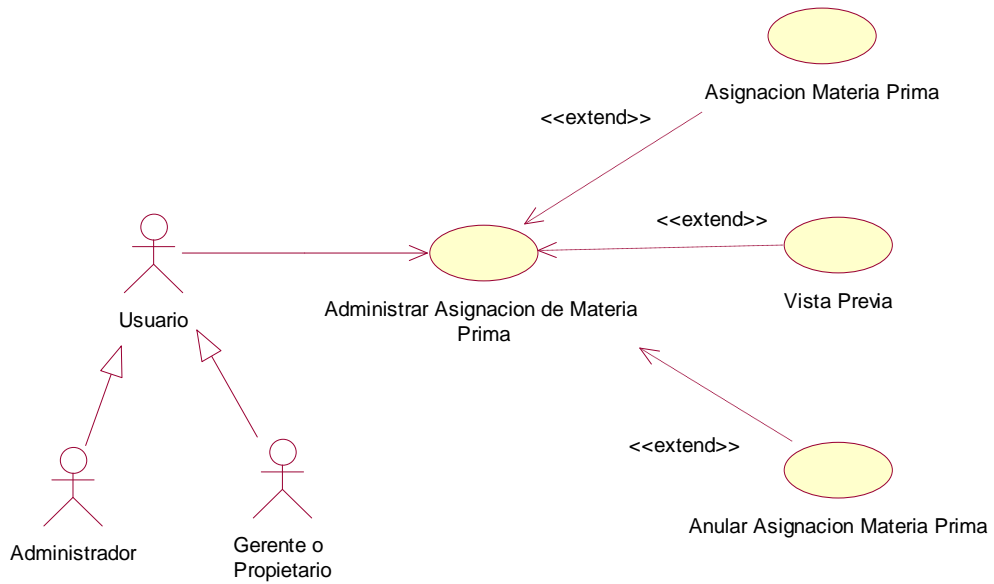 Asignacion Materia Prima
<<extend>>
<<extend>>
Vista Previa
Usuario
Administrar Asignacion de Materia
Prima
<<extend>>
Anular Asignacion Materia Prima
Administrador
Gerente o
Propietario